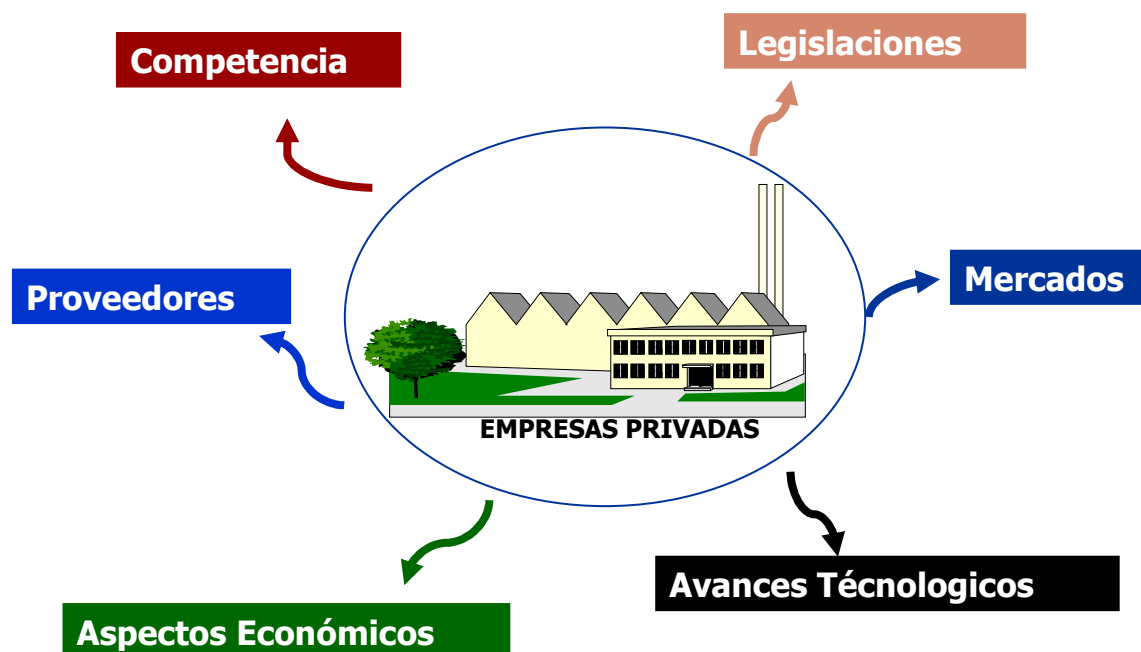 Legislaciones
Competencia
Mercados
Proveedores
EMPRESAS PRIVADAS
Avances Técnologicos
Aspectos Económicos